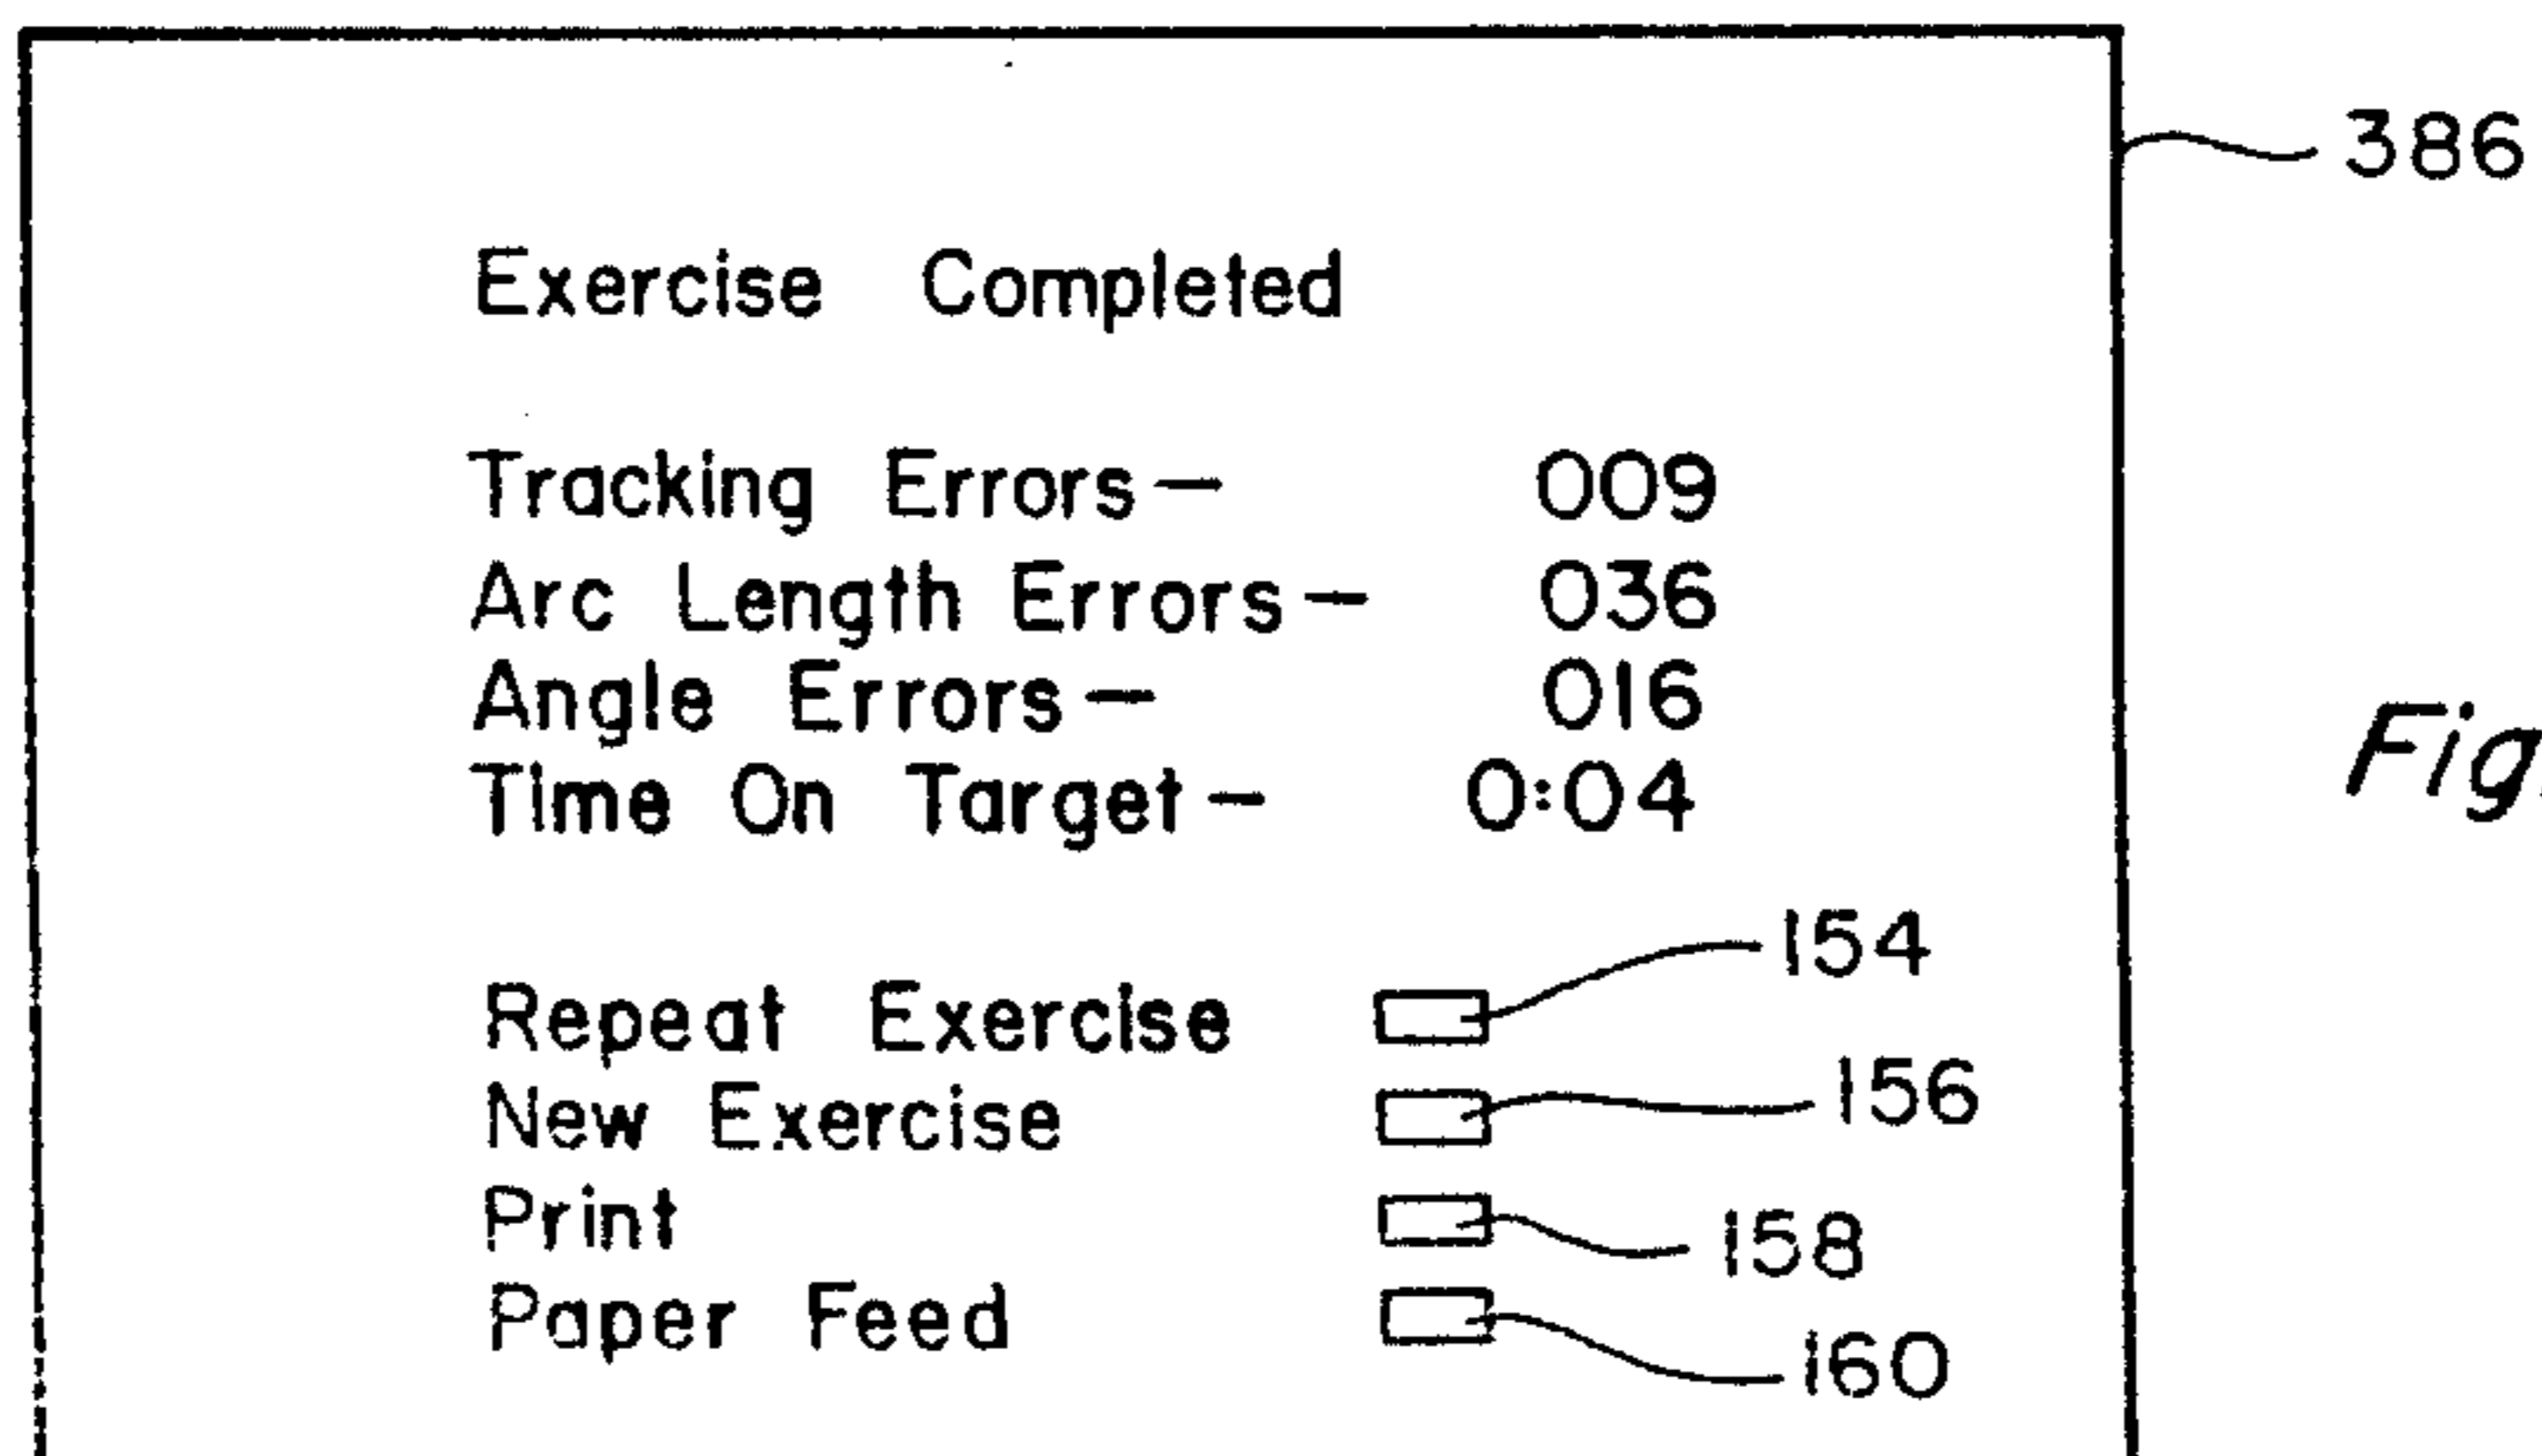 386
Exercise Completed
Tracking Errors— 009
Arc Length Errors— 036
Angle Errors— 016
Time On Target— 0:04
Fig.
154
Repeat Exercise
156
New Exercise
Print
158
Paper Feed
160